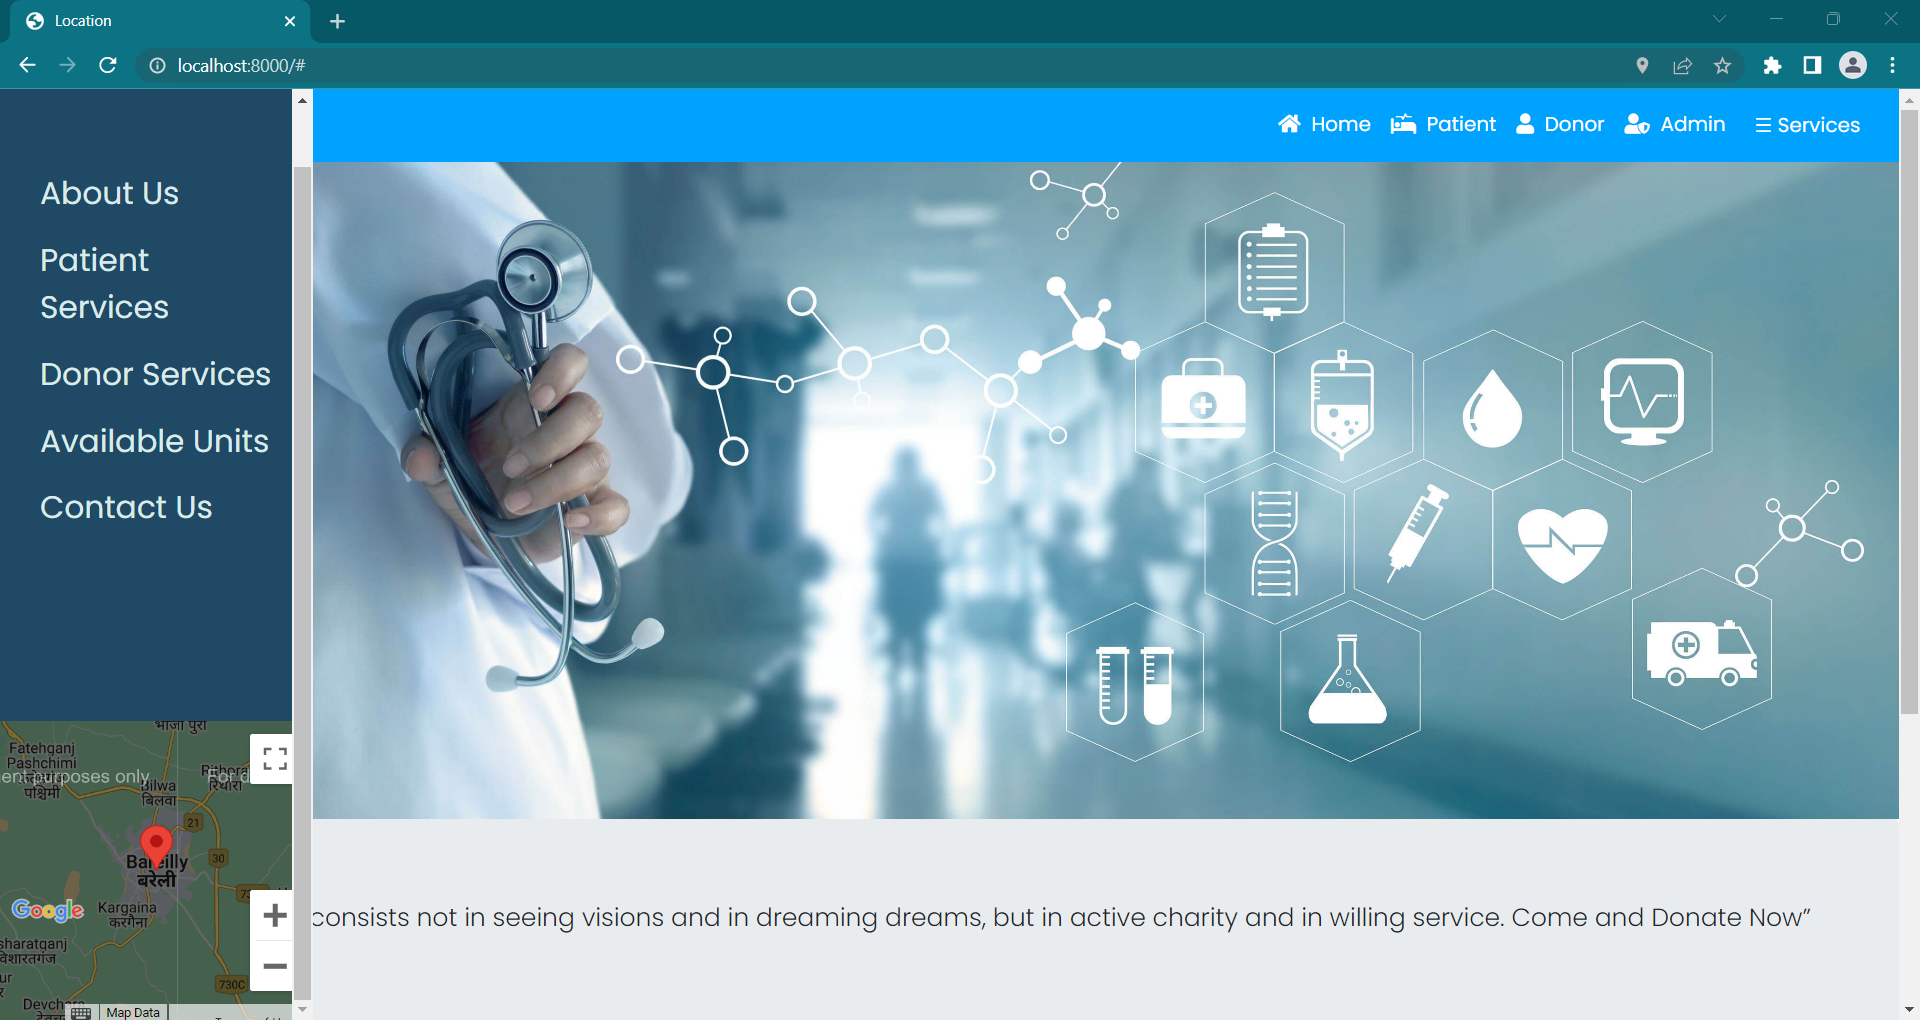 Location
localhost:8000/#
Home Patient Donor Admin Services
About Us
Patient
Services
Donor Services
Available Units
Contact Us
भोजी पुरा
Fatehganj
Pashchimi
पश्चिमी
ent purposes only
For d
Rithora
रिठौरा
Bilwa
बिलवा
21
30
Bareilly
बरेली
Kargaina
करगैना
Google
sharatganj
विशारतगंज
ur
730C
Map Data
consists not in seeing visions and in dreaming dreams, but in active charity and in willing service. Come and Donate Now”